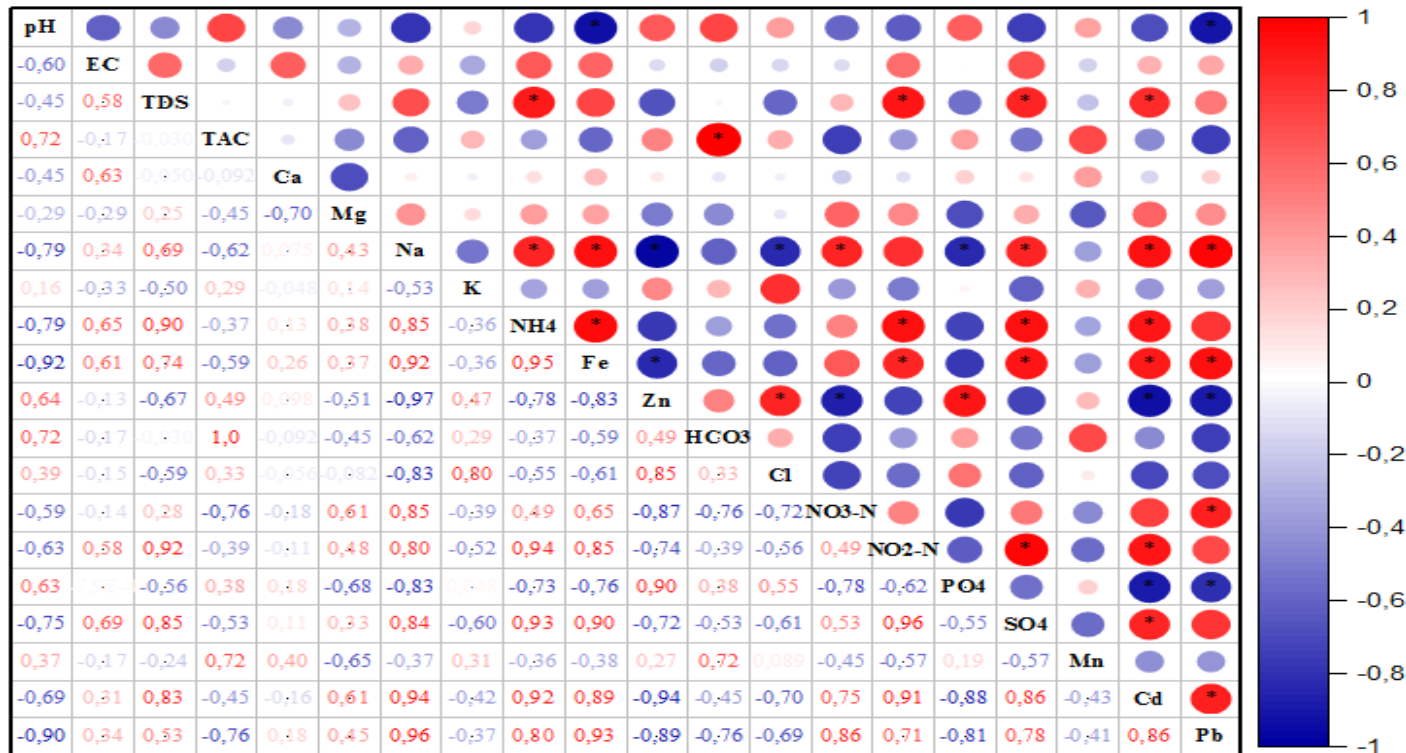 pH * *
-0,60 EC
-0,45 0,58 TDS * * * *
0,72 -0,17 -0,030 TAC *
-0,45 0,63 -0,050 -0,092 Ca
-0,29 -0,29 0,25 -0,45 -0,70 Mg
-0,79 0,34 0,69 -0,62 0,075 0,43 Na * * * * * * * * *
0,16 -0,33 -0,50 0,29 -0,048 0,14 -0,53 K
-0,79 0,65 0,90 -0,37 0,13 0,38 0,85 -0,36 NH4 * * * *
-0,92 0,61 0,74 -0,59 0,26 0,37 0,92 -0,36 0,95 Fe * * * * *
0,64 -0,13 -0,67 0,49 0,098 -0,51 -0,97 0,47 -0,78 -0,83 Zn * * * * *
0,72 -0,17 -0,030 1,0 -0,092 -0,45 -0,62 0,29 -0,37 -0,59 0,49 HCO3
0,39 -0,15 -0,59 0,33 -0,056 -0,082 -0,83 0,80 -0,55 -0,61 0,85 0,33 Cl
-0,59 -0,14 0,28 -0,76 -0,18 0,61 0,85 -0,39 0,49 0,65 -0,87 -0,76 -0,72 NO3-N *
-0,63 0,58 0,92 -0,39 -0,11 0,48 0,80 -0,52 0,94 0,85 -0,74 -0,39 -0,56 0,49 NO2-N * *
0,63 -0,56 0,38 0,18 -0,68 -0,83 -0,73 -0,76 0,90 0,38 0,55 -0,78 -0,62 PO4 * *
-0,75 0,69 0,85 -0,53 0,11 0,33 0,84 -0,60 0,93 0,90 -0,72 -0,53 -0,61 0,53 0,96 -0,55 SO4 *
0,37 -0,17 -0,24 0,72 0,40 -0,65 -0,37 0,31 -0,36 -0,38 0,27 0,72 0,089 -0,45 -0,57 0,19 -0,57 Mn
-0,69 0,31 0,83 -0,45 -0,16 0,61 0,94 -0,42 0,92 0,89 -0,94 -0,45 -0,70 0,75 0,91 -0,88 0,86 -0,43 Cd *
-0,90 0,34 0,53 -0,76 0,18 0,45 0,96 -0,37 0,80 0,93 -0,89 -0,76 -0,69 0,86 0,71 -0,81 0,78 -0,41 0,86 Pb
1
0,8
0,6
0,4
0,2
0
-0,2
-0,4
-0,6
-0,8
-1